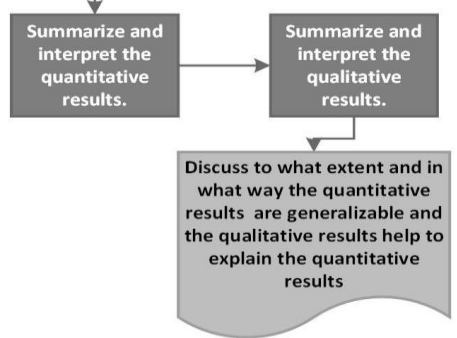 Summarize and
interpret the
quantitative
results.
Summarize and
interpret the
qualitative
results.
Discuss to what extent and in
what way the quantitative
results are generalizable and
the qualitative results help to
explain the quantitative
results